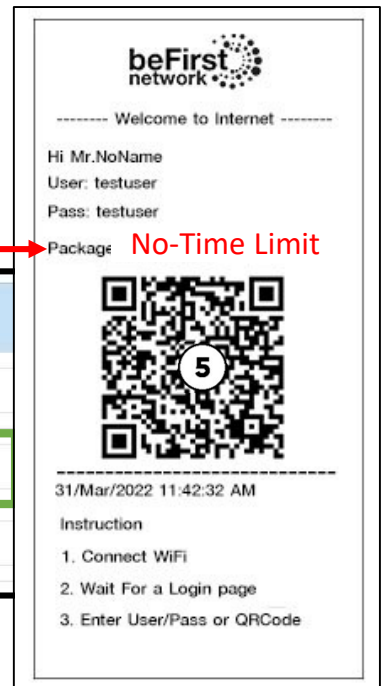 beFirst
network
-------- Welcome to Internet --------
Hi Mr.NoName
User: testuser
Pass: testuser
Package No-Time Limit
5
--------------------------------
31/Mar/2022 11:42:32 AM
Instruction
1. Connect WiFi
2. Wait For a Login page
3. Enter User/Pass or QRCode